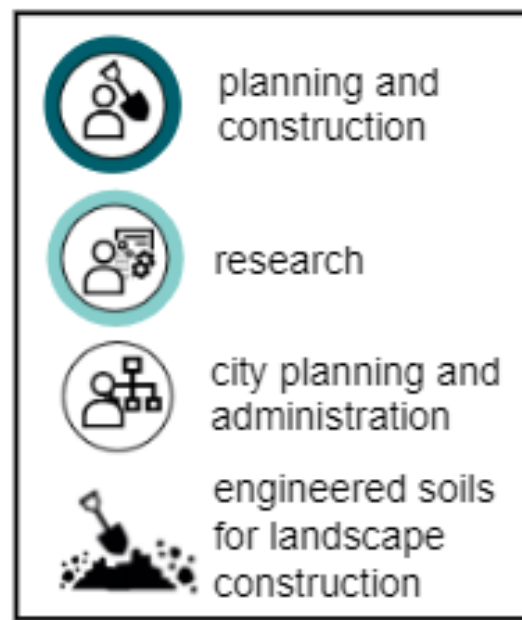 planning and
construction
research
city planning and
administration
engineered soils
for landscape
construction